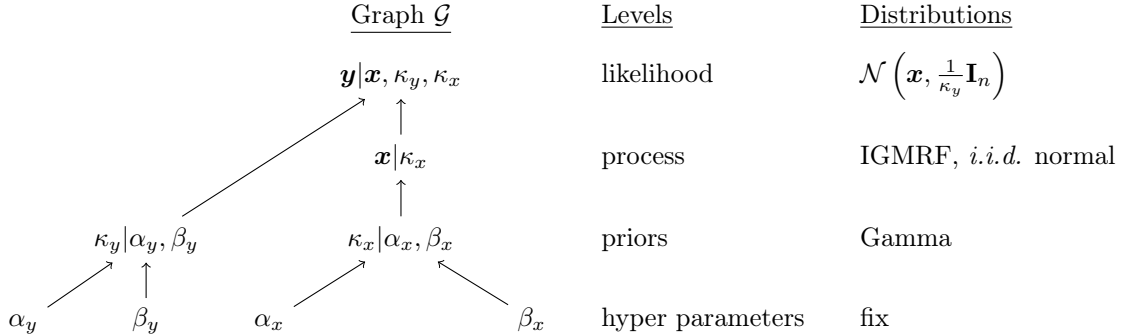 Graph 𝒢 Levels Distributions
y|x, κ_y, κ_x likelihood 𝒩(x, 1/κ_y I_n)
x|κ_x process IGMRF, i.i.d. normal
κ_y|α_y, β_y κ_x|α_x, β_x priors Gamma
α_y β_y α_x β_x hyper parameters fix